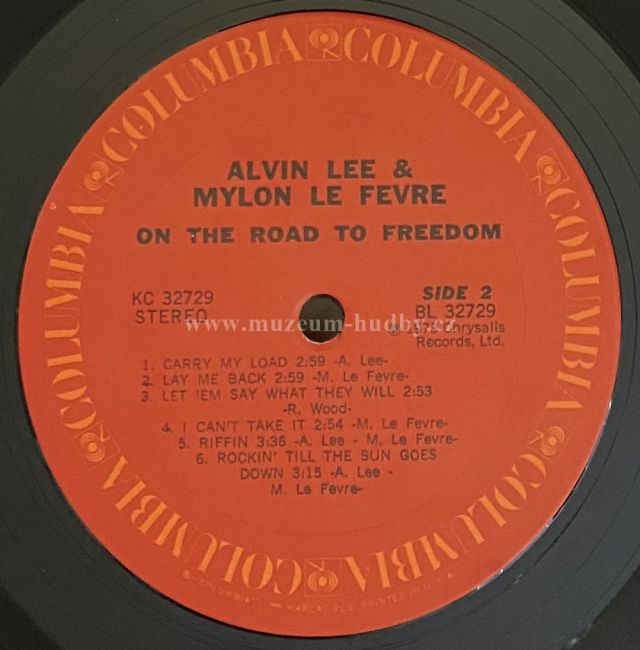 COLUMBIA COLUMBIA COLUMBIA COLUMBIA COLUMBIA COLUMBIA
ALVIN LEE &
MYLON LE FEVRE
ON THE ROAD TO FREEDOM
KC 32729
STEREO
SIDE 2
BL 32729
www.muzeum-hudby.cz
Chrysalis
Records, Ltd.
1. CARRY MY LOAD 2:59 -A. Lee-
2. LAY ME BACK 2:59 -M. Le Fevre-
3. LET 'EM SAY WHAT THEY WILL 2:53
-R. Wood-
4. I CAN'T TAKE IT 2:54 -M. Le Fevre-
5. RIFFIN 3:36 -A. Lee - M. Le Fevre-
6. ROCKIN' TILL THE SUN GOES
DOWN 3:15 -A. Lee -
M. Le Fevre-
"COLUMBIA", MARCAS REG. PRINTED IN U.S.A.